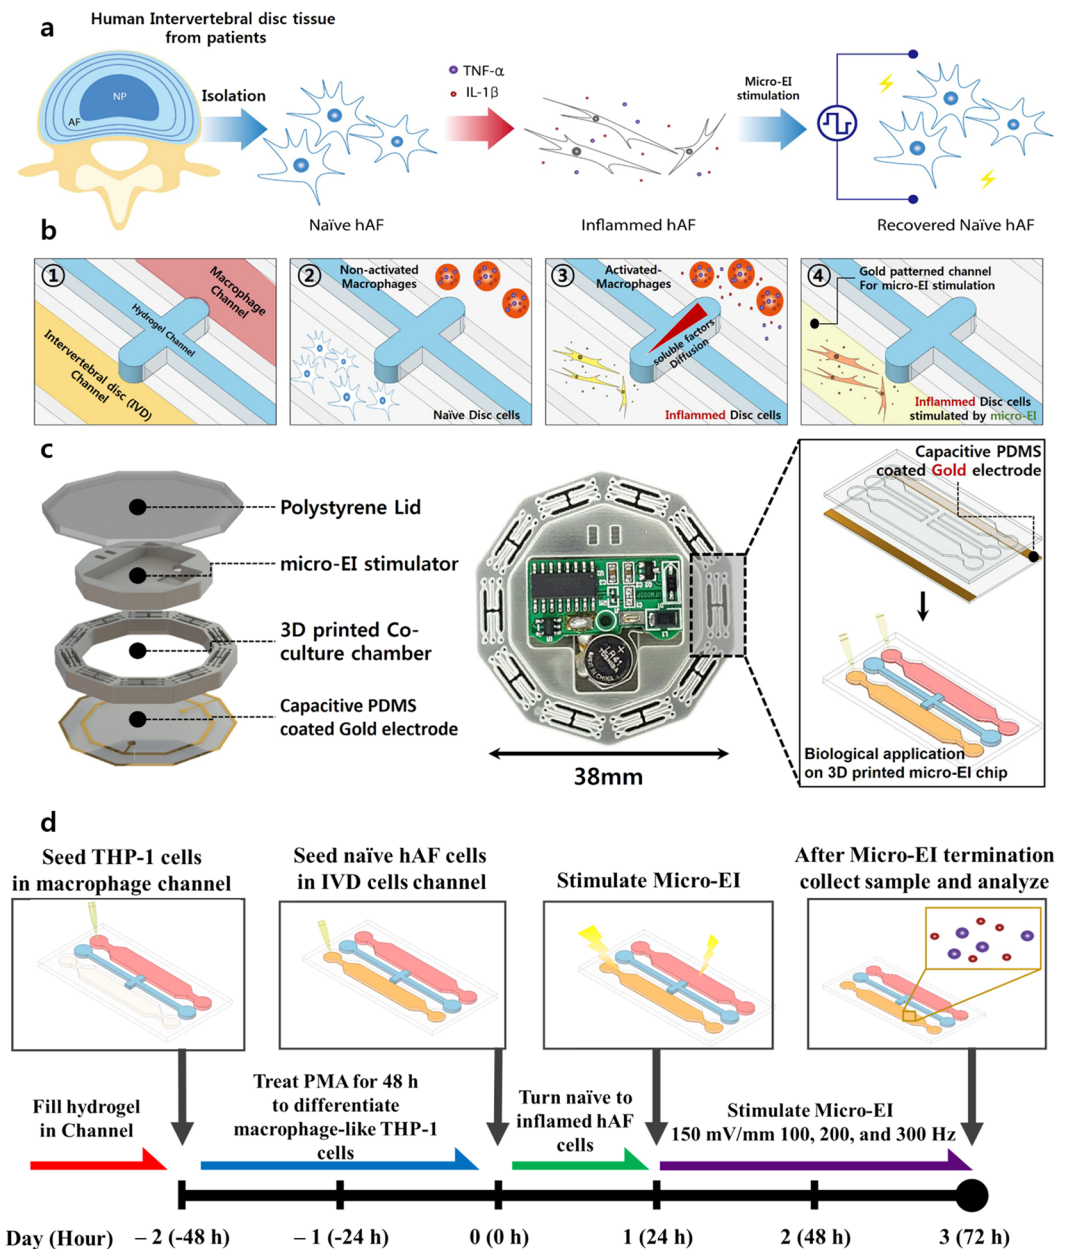 a
Human Intervertebral disc tissue
from patients
NP
AF
Isolation
TNF-α
IL-1β
Micro-EI
stimulation
Naïve hAF
Inflammed hAF
Recovered Naïve hAF
b
①
Macrophage
Channel
Hydrogel Channel
Intervertebral disc (IVD)
Channel
②
Non-activated
Macrophages
Naïve Disc cells
③
Activated-
Macrophages
soluble factors
Diffusion
Inflammed Disc cells
④
Gold patterned channel
For micro-EI stimulation
Inflammed Disc cells
stimulated by micro-EI
c
Polystyrene Lid
micro-EI stimulator
3D printed Co-
culture chamber
Capacitive PDMS
coated Gold electrode
LR41
TOSHIBA
38mm
Capacitive PDMS
coated Gold electrode
Biological application
on 3D printed micro-EI chip
d
Seed THP-1 cells
in macrophage channel
Seed naïve hAF cells
in IVD cells channel
Stimulate Micro-EI
After Micro-EI termination
collect sample and analyze
Fill hydrogel
in Channel
Treat PMA for 48 h
to differentiate
macrophage-like THP-1
cells
Turn naïve to
inflamed hAF
cells
Stimulate Micro-EI
150 mV/mm 100, 200, and 300 Hz
Day (Hour) – 2 (-48 h) – 1 (-24 h) 0 (0 h) 1 (24 h) 2 (48 h) 3 (72 h)